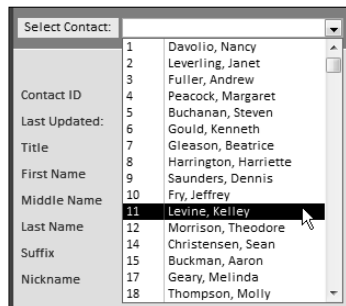 Select Contact:
1 Davolio, Nancy
2 Leverling, Janet
3 Fuller, Andrew
Contact ID 4 Peacock, Margaret
5 Buchanan, Steven
Last Updated: 6 Gould, Kenneth
Title 7 Gleason, Beatrice
8 Harrington, Harriette
First Name 9 Saunders, Dennis
Middle Name 10 Fry, Jeffrey
11 Levine, Kelley
Last Name 12 Morrison, Theodore
14 Christensen, Sean
Suffix 15 Buckman, Aaron
Nickname 17 Geary, Melinda
18 Thompson, Molly